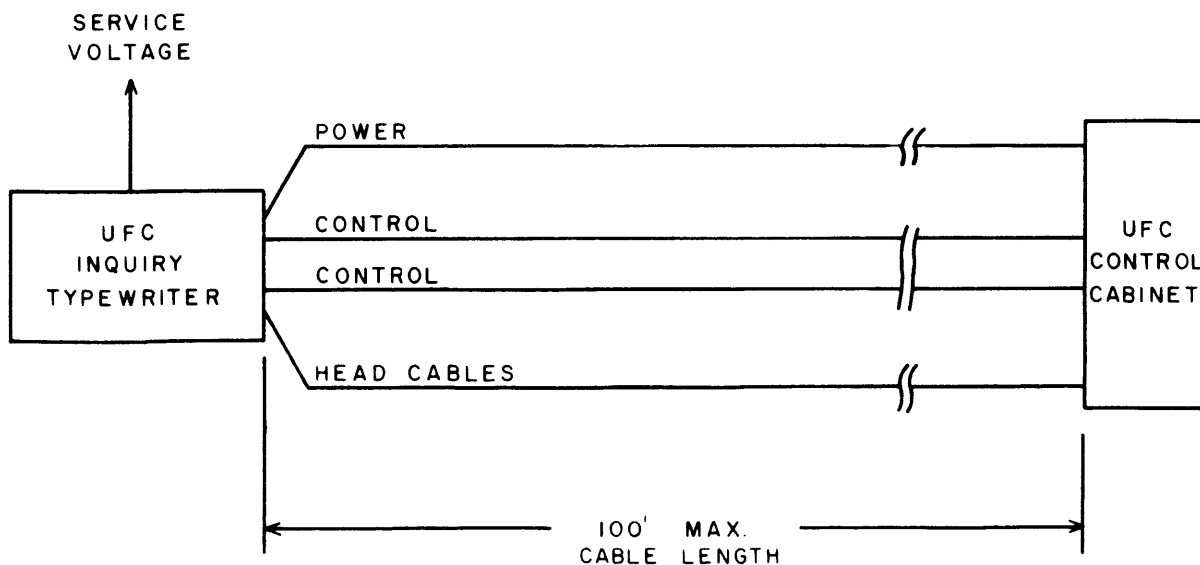 SERVICE
VOLTAGE
POWER
UFC
INQUIRY
TYPEWRITER
CONTROL
CONTROL
HEAD CABLES
UFC
CONTROL
CABINET
100' MAX.
CABLE LENGTH